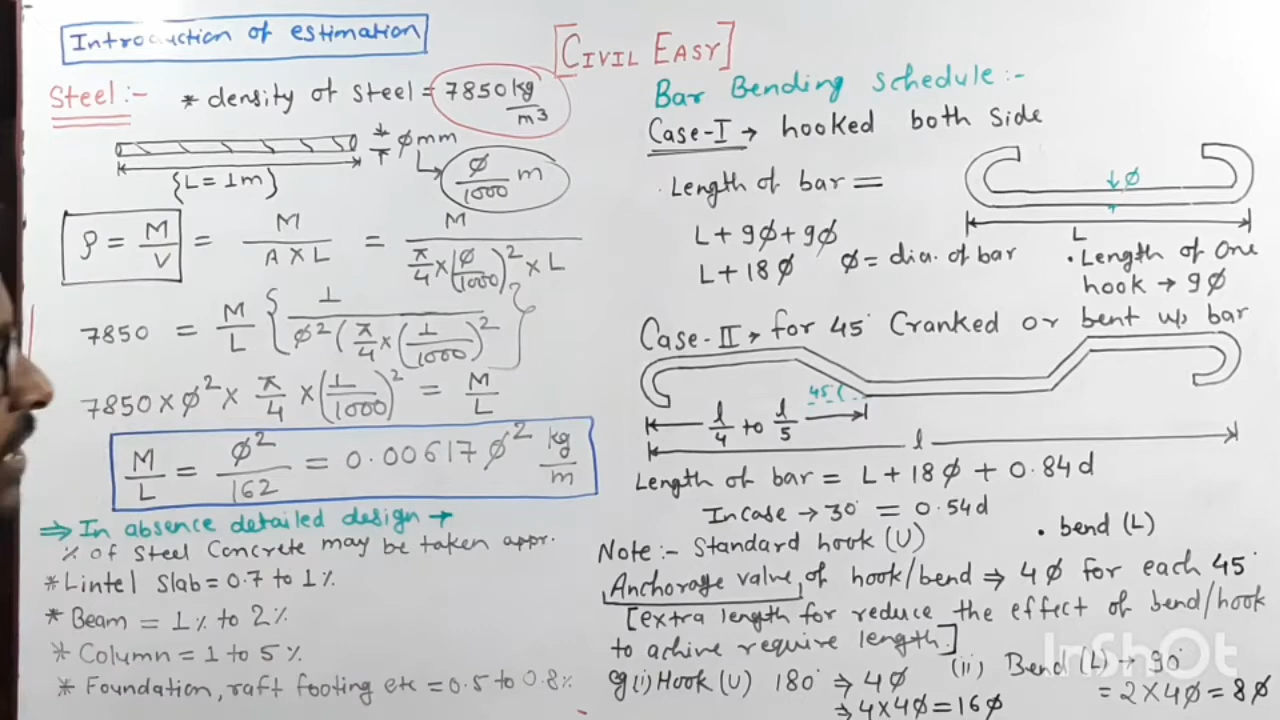 Introduction of estimation
[CIVIL EASY]
Steel:- * density of steel = 7850 kg/m³
φ mm
φ/1000 m
{L = 1m}
ρ = M/V = M/(A × L) = M/(π/4 × (φ/1000)² × L)
7850 = M/L {1/(φ² (π/4 × (1/1000)²}
7850 × φ² × π/4 × (1/1000)² = M/L
M/L = φ²/162 = 0.00617 φ² kg/m
⇒ In absence detailed design →
% of Steel Concrete may be taken appr.
* Lintel Slab = 0.7 to 1%
* Beam = 1% to 2%
* Column = 1 to 5%
* Foundation, raft footing etc = 0.5 to 0.8%
Bar Bending Schedule:-
Case-I → hooked both side
Length of bar =
L + 9φ + 9φ
L + 18φ φ = dia. of bar
φ
L
• Length of one
hook → 9φ
Case-II → for 45° Cranked or bent up bar
45°
l/4 to l/5
l
Length of bar = L + 18φ + 0.84d
Incase → 30° = 0.54d
Note:- Standard hook (U) • bend (L)
Anchorage value of hook/bend ⇒ 4φ for each 45°
[extra length for reduce the effect of bend/hook
to achive require length.]
eg (i) Hook (U) 180° ⇒ 4φ
⇒ 4×4φ = 16φ
(ii) Bend (L) → 90°
= 2×4φ = 8φ
InShOt